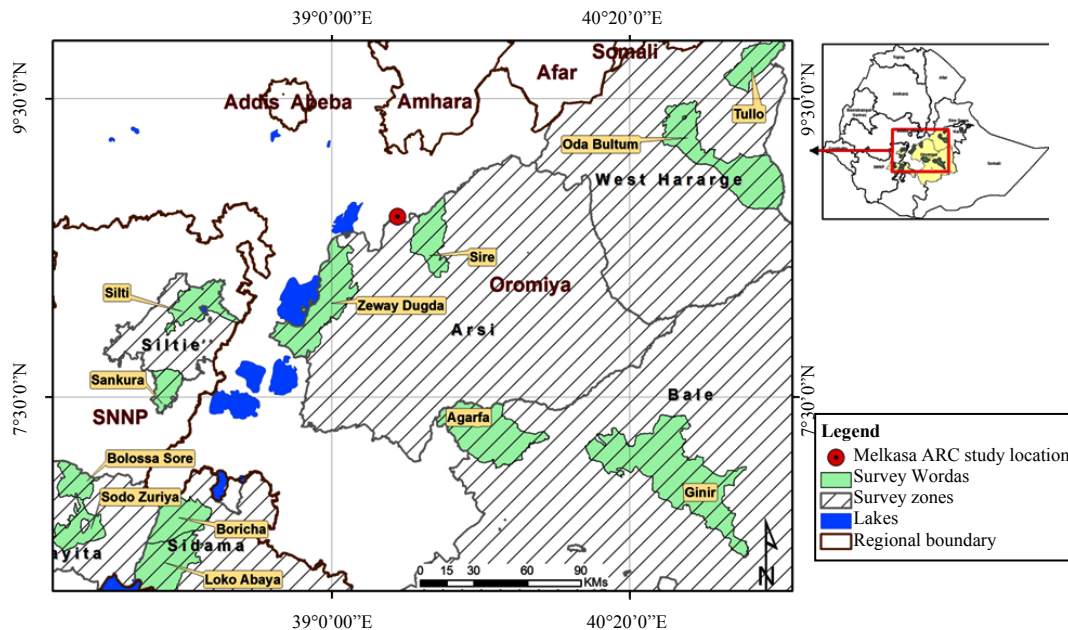 39°0'0"E
40°20'0"E
9°30'0"N
7°30'0"N
Somali
Afar
Amhara
Addis Abeba
Tullo
Oda Bultum
West Hararge
Sire
Oromiya
Silti
Zeway Dugda
Arsi
Siltie
Sankura
SNNP
Bale
Agarfa
Bolossa Sore
Sodo Zuriya
Ginir
Boricha
ayita
Sidama
Loko Abaya
0 15 30 60 90
KMs
N
39°0'0"E
40°20'0"E
9°30'0"N
7°30'0"N
Legend
Melkasa ARC study location
Survey Wordas
Survey zones
Lakes
Regional boundary